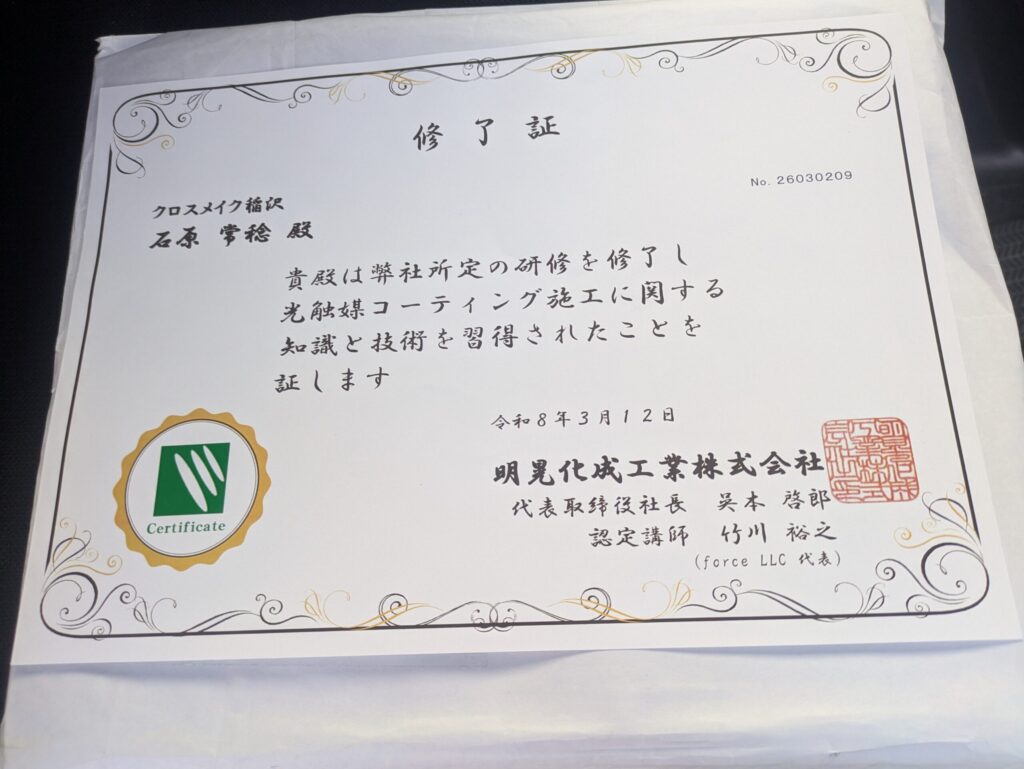 修了証
No. 26030209
クロスメイク稲沢
石原 常稔 殿
貴殿は弊社所定の研修を修了し
光触媒コーティング施工に関する
知識と技術を習得されたことを
証します
令和8年3月12日
明晃化成工業株式会社
代表取締役社長 呉本 啓郎
認定講師 竹川 裕之
(force LLC 代表)
Certificate